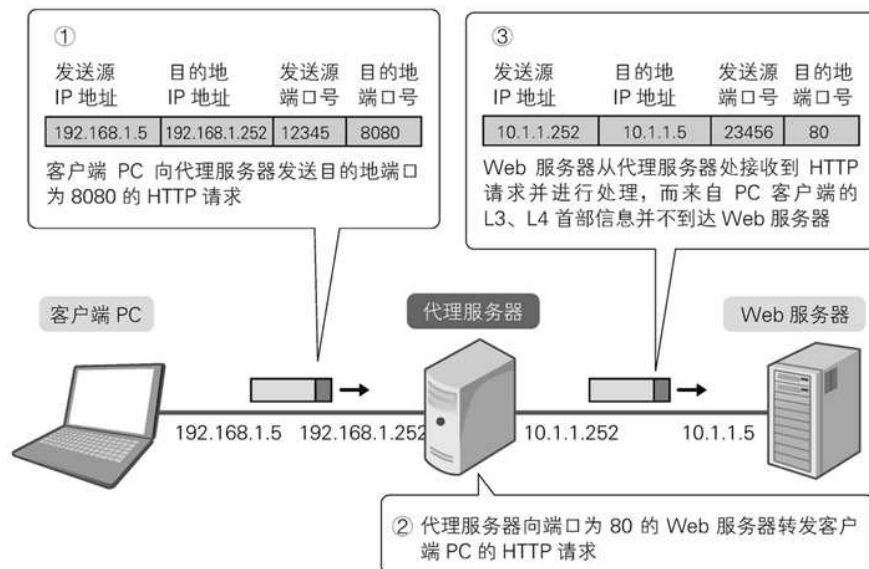 ①
发送源 目的地 发送源 目的地
IP 地址 IP 地址 端口号 端口号
192.168.1.5 192.168.1.252 12345 8080
客户端 PC 向代理服务器发送目的地端口
为 8080 的 HTTP 请求
③
发送源 目的地 发送源 目的地
IP 地址 IP 地址 端口号 端口号
10.1.1.252 10.1.1.5 23456 80
Web 服务器从代理服务器处接收到 HTTP
请求并进行处理，而来自 PC 客户端的
L3、L4 首部信息并不到达 Web 服务器
客户端 PC
代理服务器
Web 服务器
192.168.1.5 192.168.1.252 10.1.1.252 10.1.1.5
② 代理服务器向端口为 80 的 Web 服务器转发客户
端 PC 的 HTTP 请求